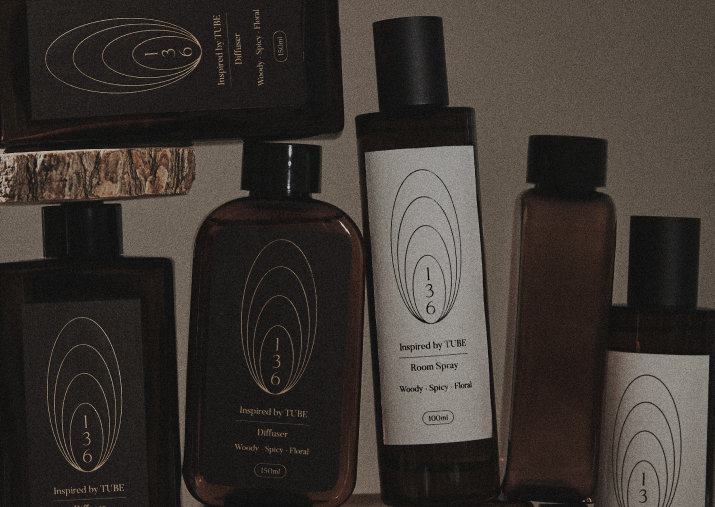 1
3
6
Inspired by TUBE
Diffuser
Woody · Spicy · Floral
150ml
1
3
6
Inspired by TUBE
1
3
6
Inspired by TUBE
Diffuser
Woody · Spicy · Floral
150ml
1
3
6
Inspired by TUBE
Room Spray
Woody · Spicy · Floral
100ml
1
3